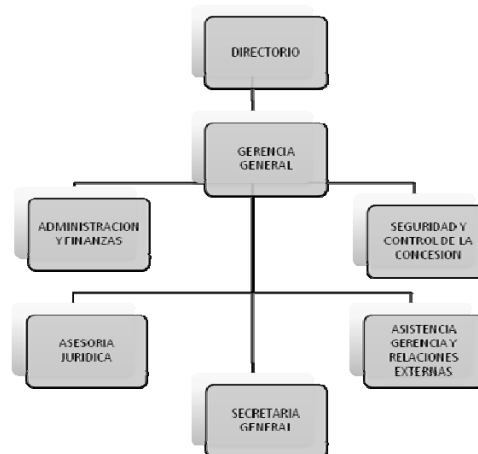 DIRECTORIO
GERENCIA
GENERAL
ADMINISTRACION
Y FINANZAS
SEGURIDAD Y
CONTROL DE LA
CONCESION
ASESORIA
JURIDICA
ASISTENCIA
GERENCIA Y
RELACIONES
EXTERNAS
SECRETARIA
GENERAL